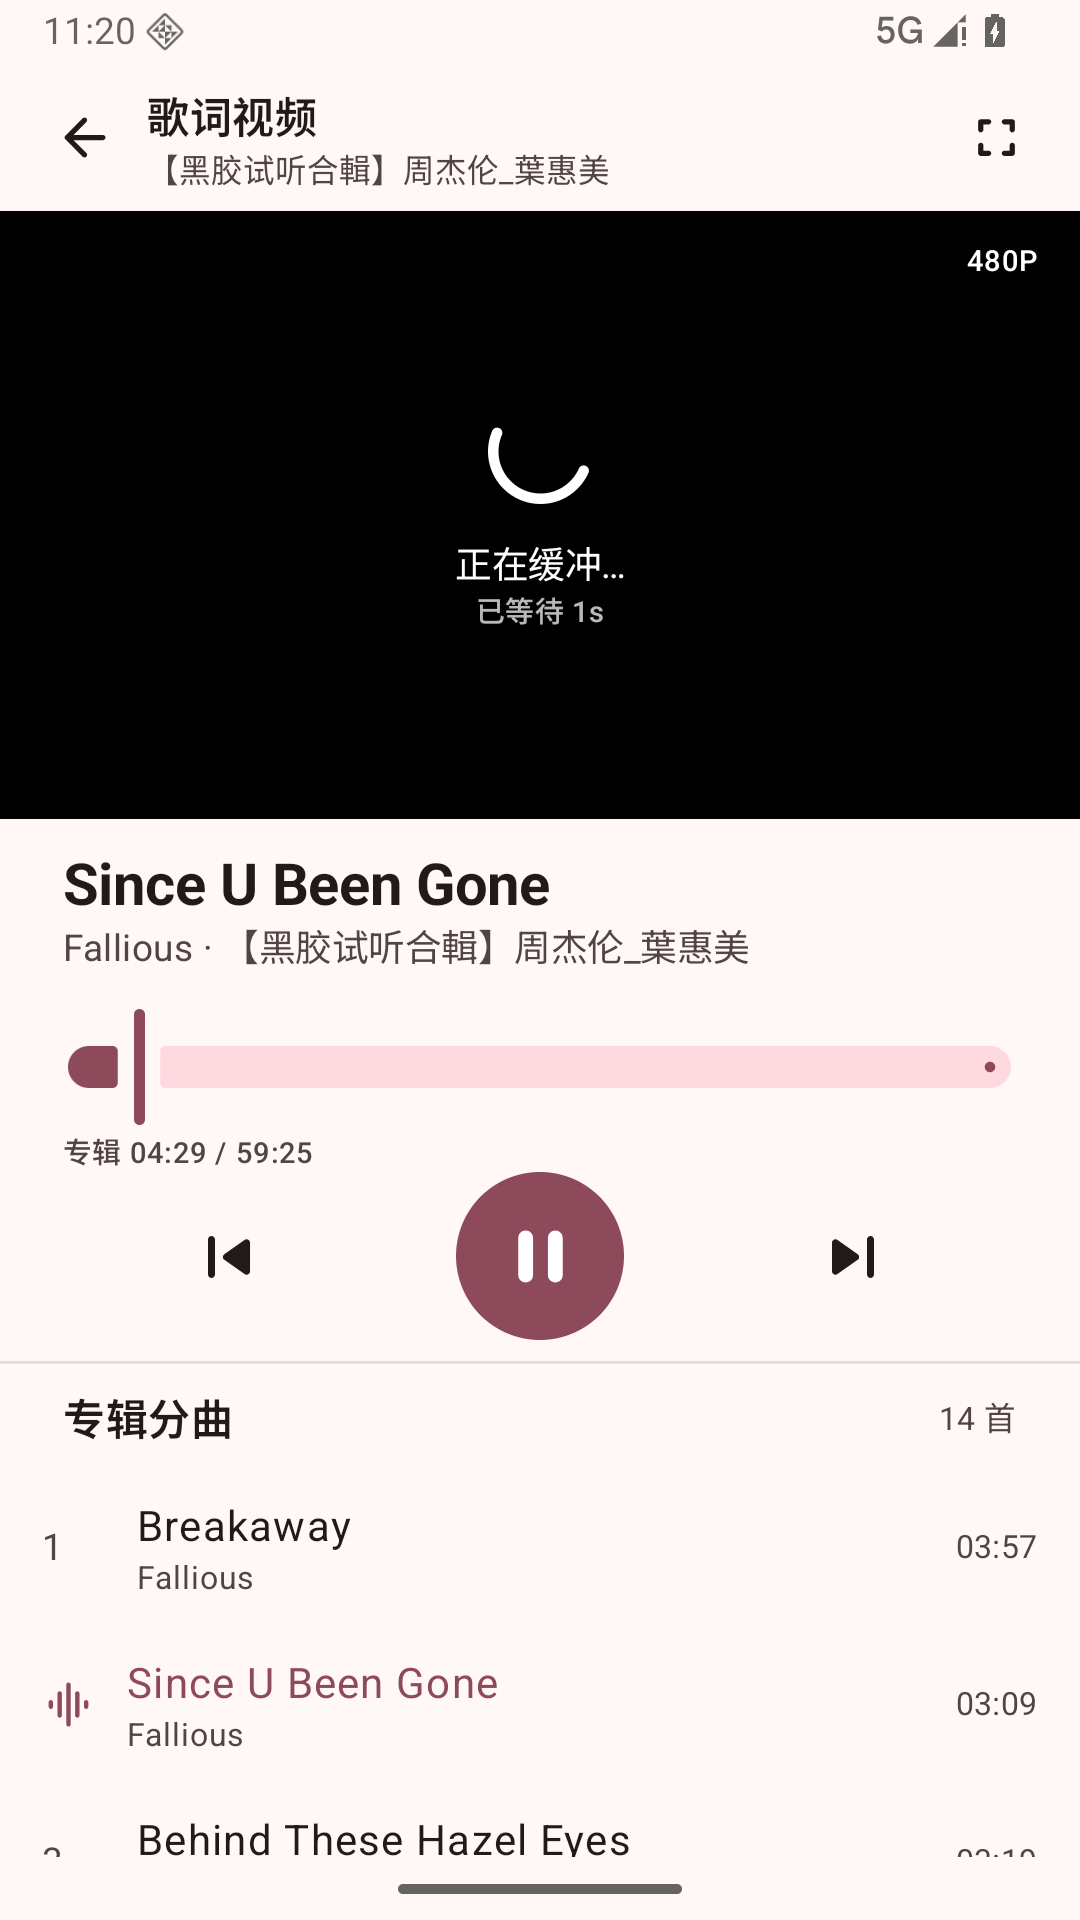 11:20
5G
歌词视频
【黑胶试听合輯】周杰伦_葉惠美
480P
正在缓冲...
已等待 1s
Since U Been Gone
Fallious · 【黑胶试听合輯】周杰伦_葉惠美
专辑 04:29 / 59:25
专辑分曲
14 首
1
Breakaway
Fallious
03:57
Since U Been Gone
Fallious
03:09
Behind These Hazel Eyes